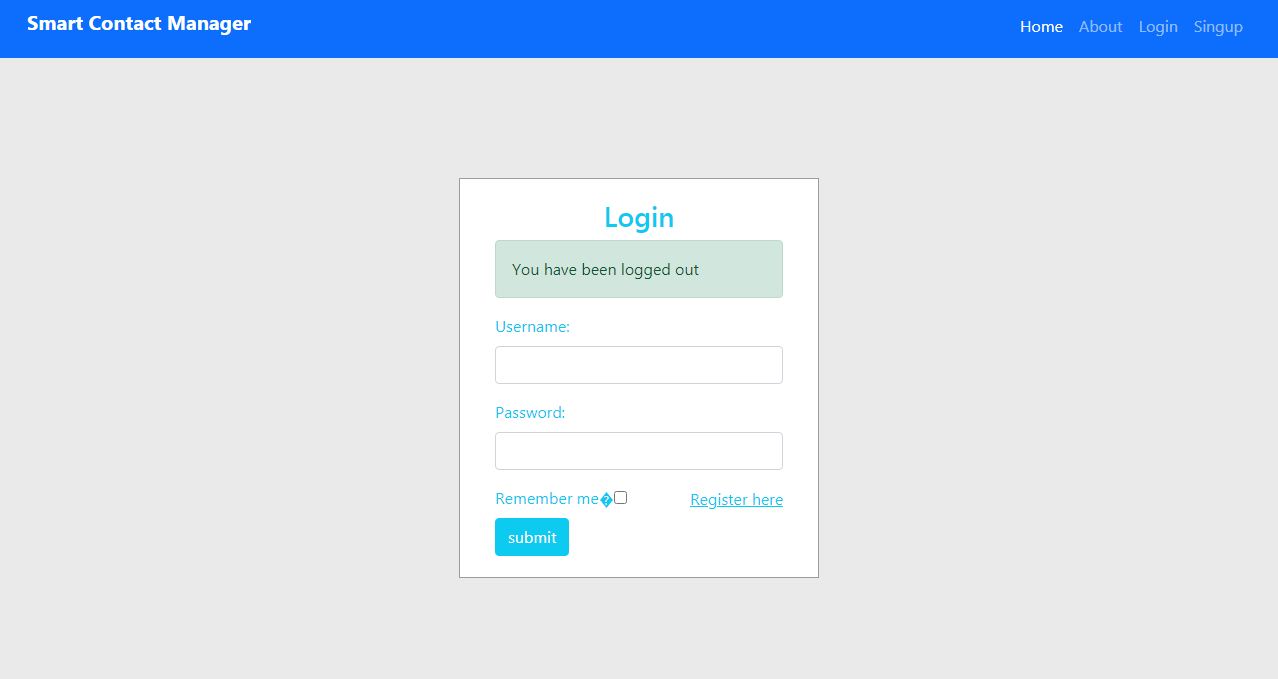 Smart Contact Manager
Home About Login Singup
Login
You have been logged out
Username:
Password:
Remember me� Register here
submit